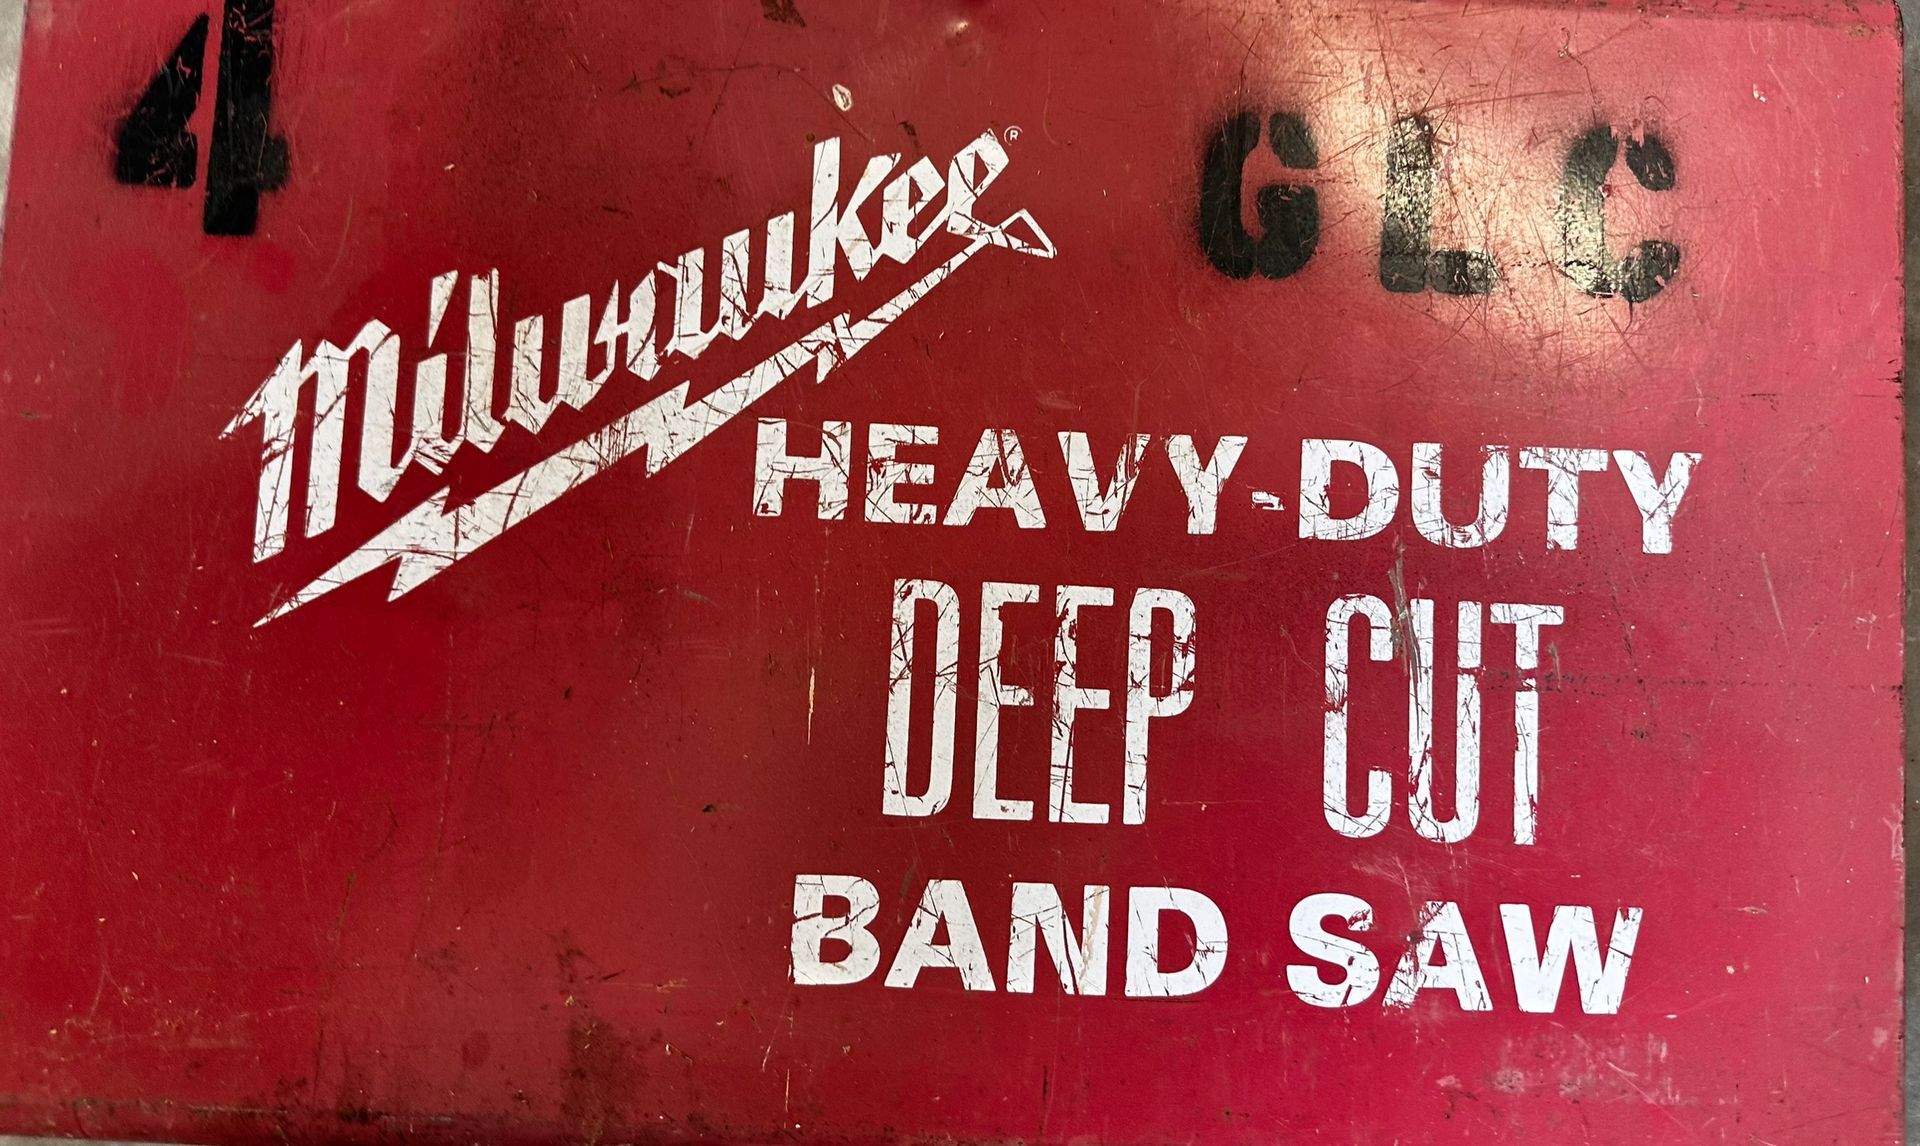 4
GLC
Milwaukee®
HEAVY-DUTY
DEEP CUT
BAND SAW